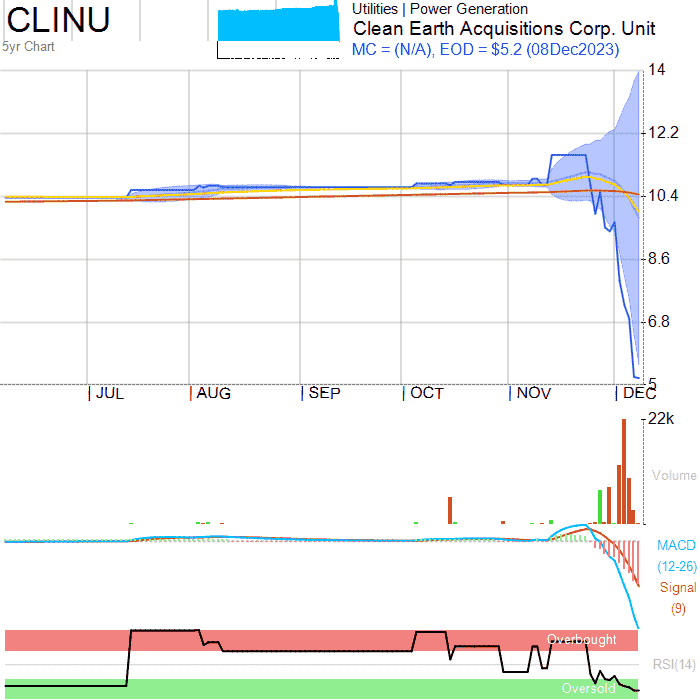 CLINU
5yr Chart
Utilities | Power Generation
Clean Earth Acquisitions Corp. Unit
MC = (N/A), EOD = $5.2 (08Dec2023)
14
12.2
10.4
8.6
6.8
5
JUL AUG SEP OCT NOV DEC
22k
Volume
MACD
(12-26)
Signal
(9)
Overbought
RSI(14)
Oversold